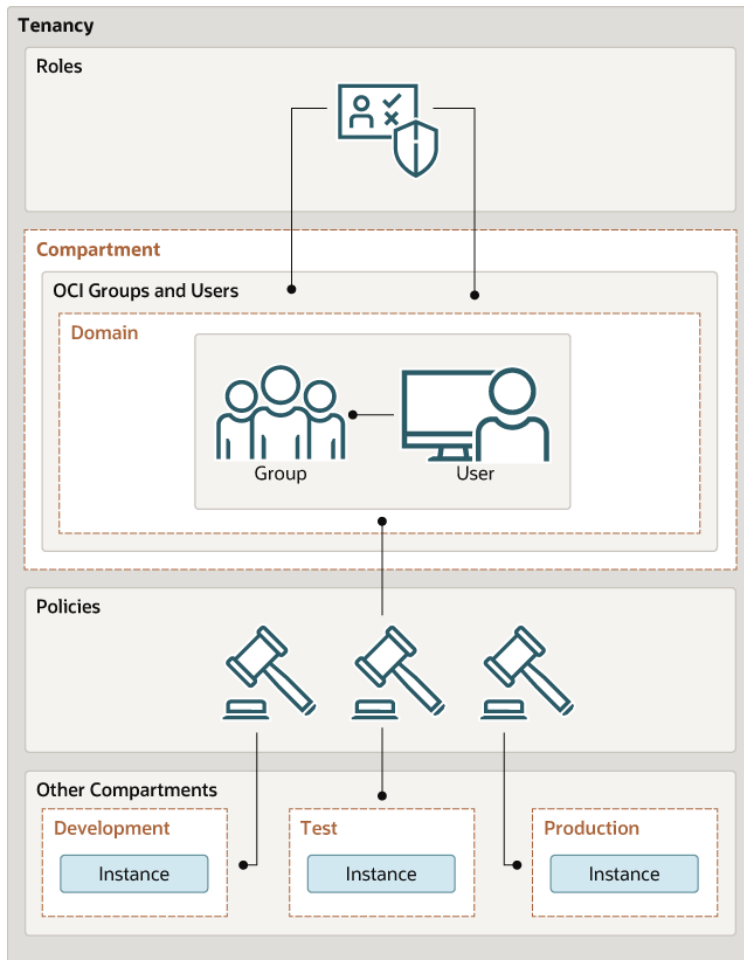 Tenancy
Roles
Compartment
OCI Groups and Users
Domain
Group
User
Policies
Other Compartments
Development
Test
Production
Instance
Instance
Instance